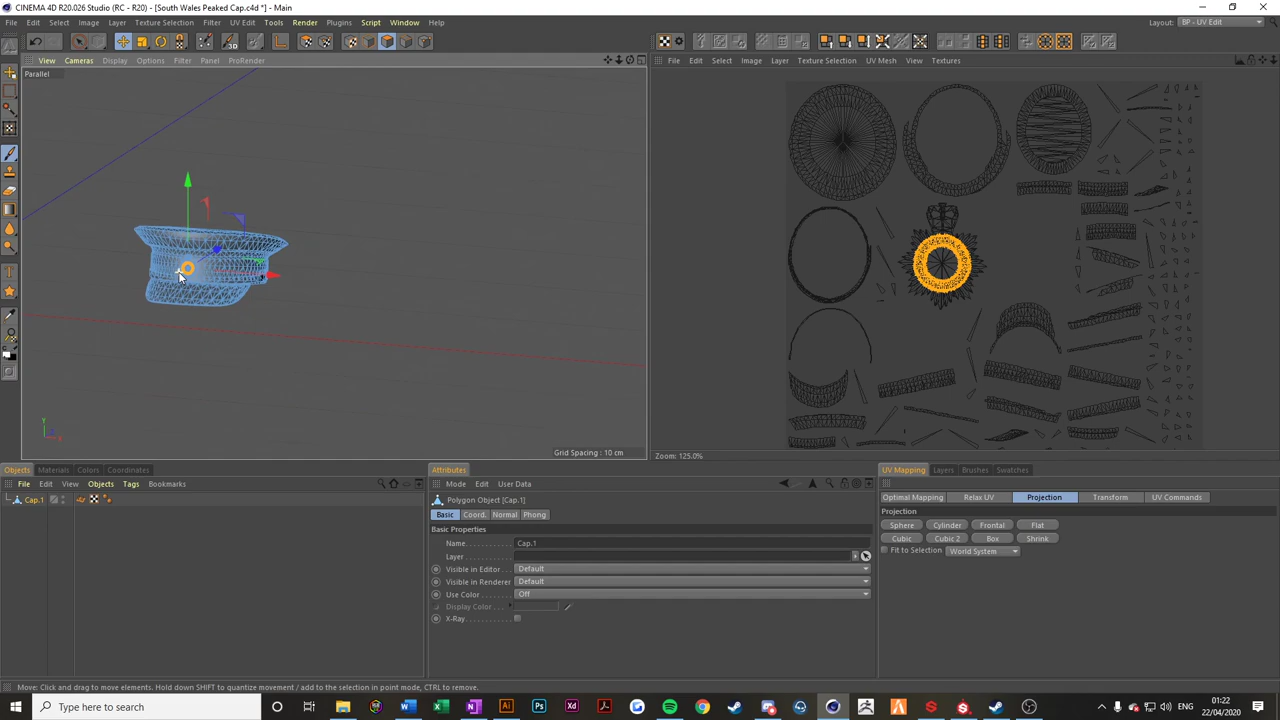 CINEMA 4D R20.026 Studio (RC - R20) - [South Wales Peaked Cap.c4d *] - Main
File Edit Select Image Layer Texture Selection Filter UV Edit Tools Render Plugins Script Window Help
Layout: BP - UV Edit
View Cameras Display Options Filter Panel ProRender
File Edit Select Image Layer Texture Selection UV Mesh View Textures
Parallel
Y
X
Grid Spacing : 10 cm
Zoom: 125.0%
Objects Materials Colors Coordinates
File Edit View Objects Tags Bookmarks
Cap.1
Attributes
Mode Edit User Data
Polygon Object [Cap.1]
Basic Coord. Normal Phong
Basic Properties
Name Cap.1
Layer
Visible in Editor Default
Visible in Renderer Default
Use Color Off
Display Color
X-Ray
UV Mapping Layers Brushes Swatches
Optimal Mapping Relax UV Projection Transform UV Commands
Projection
Sphere Cylinder Frontal Flat
Cubic Cubic 2 Box Shrink
Fit to Selection World System
Move: Click and drag to move elements. Hold down SHIFT to quantize movement / add to the selection in point mode, CTRL to remove.
Type here to search
ENG
01:22
22/04/2020